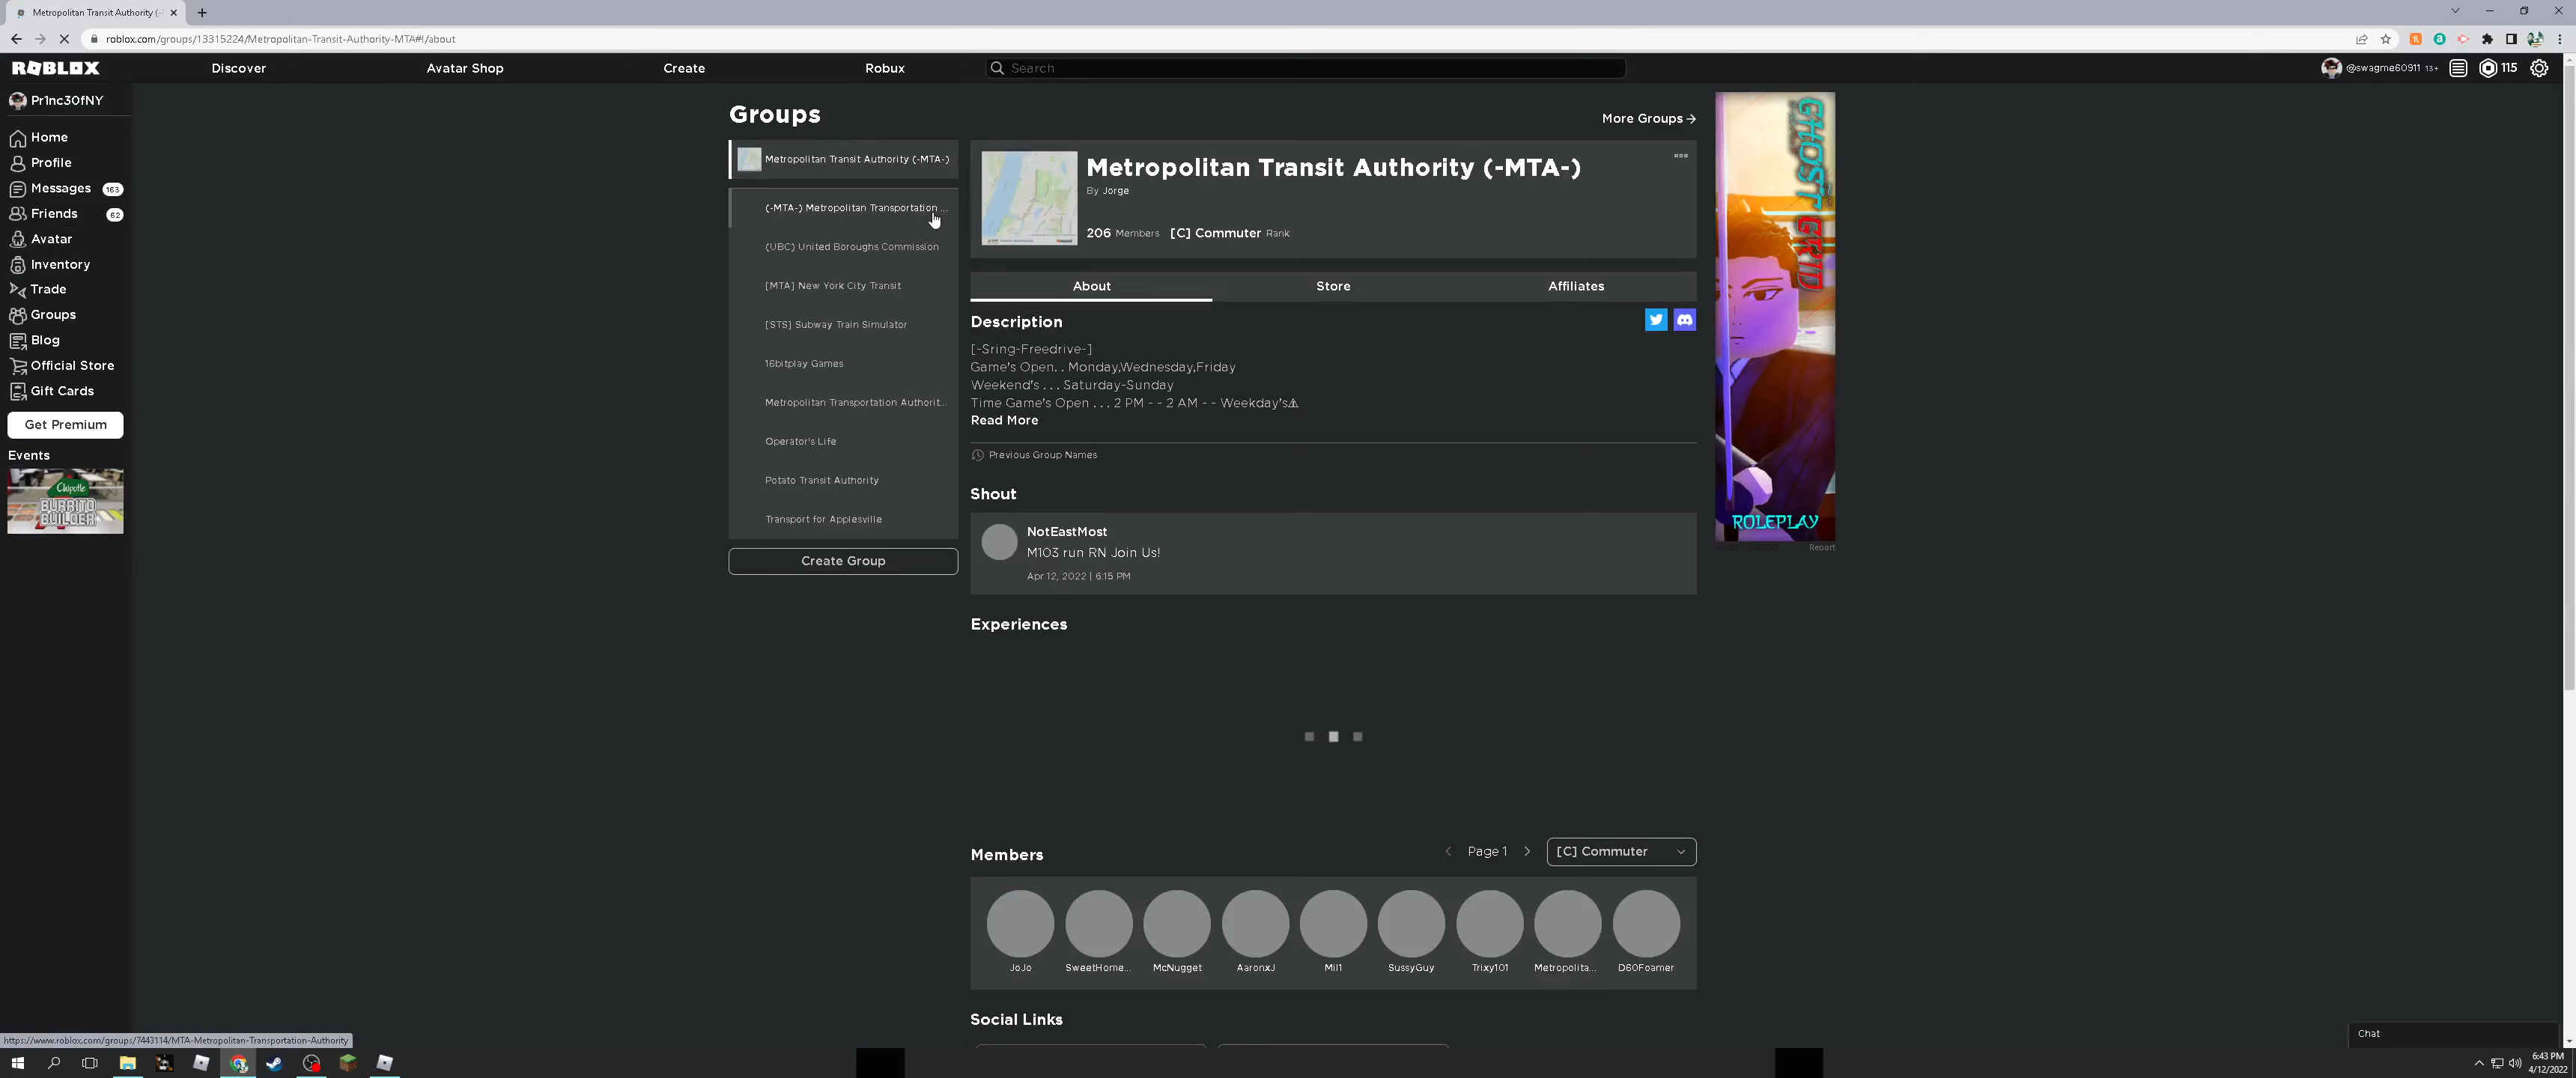 Metropolitan Transit Authority (-
roblox.com/groups/13315224/Metropolitan-Transit-Authority-MTA#!/about
ROBLOX
Discover
Avatar Shop
Create
Robux
Search
@swagme60911 13+
115
Pr1nc30fNY
Home
Profile
Messages 163
Friends 62
Avatar
Inventory
Trade
Groups
Blog
Official Store
Gift Cards
Get Premium
Events
Chipotle
BURRITO
BUILDER
Groups
More Groups
Metropolitan Transit Authority (-MTA-)
(-MTA-) Metropolitan Transportation ...
(UBC) United Boroughs Commission
[MTA] New York City Transit
[STS] Subway Train Simulator
16bitplay Games
Metropolitan Transportation Authorit...
Operator's Life
Potato Transit Authority
Transport for Applesville
Create Group
Metropolitan Transit Authority (-MTA-)
By Jorge
206 Members [C] Commuter Rank
About
Store
Affiliates
Description
[-Sring-Freedrive-]
Game's Open. . Monday,Wednesday,Friday
Weekend's . . . Saturday-Sunday
Time Game's Open . . . 2 PM - - 2 AM - - Weekday's⚠
Read More
Previous Group Names
Shout
NotEastMost
M103 run RN Join Us!
Apr 12, 2022 | 6:15 PM
Experiences
Members
Page 1
[C] Commuter
JoJo
SweetHome...
McNugget
AaronxJ
Mil1
SussyGuy
Trixy101
Metropolita...
D60Foamer
Social Links
GHOST GRID
ROLEPLAY
Report
Chat
https://www.roblox.com/groups/7443114/MTA-Metropolitan-Transportation-Authority
6:43 PM
4/12/2022